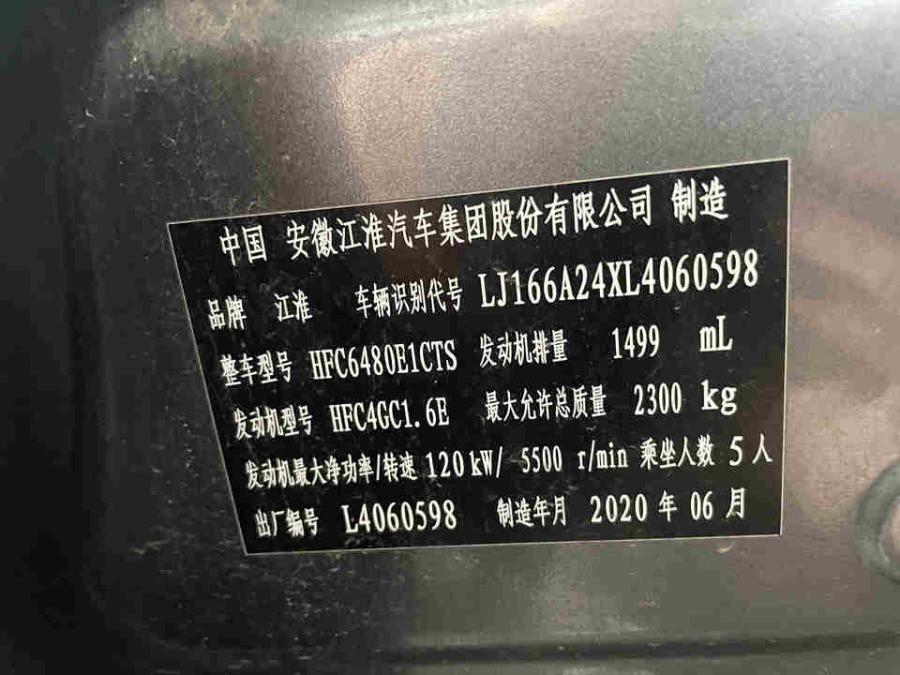 中国 安徽江淮汽车集团股份有限公司 制造
品牌 江淮 车辆识别代号 LJ166A24XL4060598
整车型号 HFC6480E1CTS 发动机排量 1499 mL
发动机型号 HFC4GC1.6E 最大允许总质量 2300 kg
发动机最大净功率/转速 120 kW/ 5500 r/min 乘坐人数 5 人
出厂编号 L4060598 制造年月 2020 年 06 月